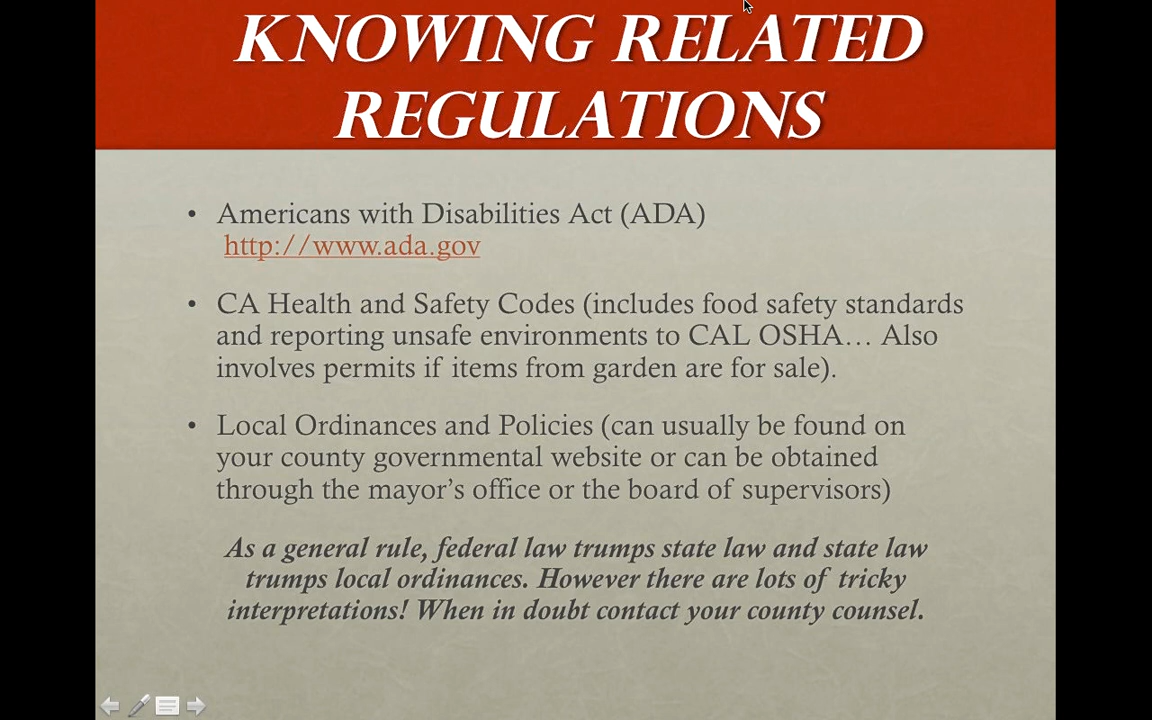 KNOWING RELATED
REGULATIONS
• Americans with Disabilities Act (ADA)
http://www.ada.gov
• CA Health and Safety Codes (includes food safety standards
and reporting unsafe environments to CAL OSHA… Also
involves permits if items from garden are for sale).
• Local Ordinances and Policies (can usually be found on
your county governmental website or can be obtained
through the mayor’s office or the board of supervisors)
As a general rule, federal law trumps state law and state law
trumps local ordinances. However there are lots of tricky
interpretations! When in doubt contact your county counsel.